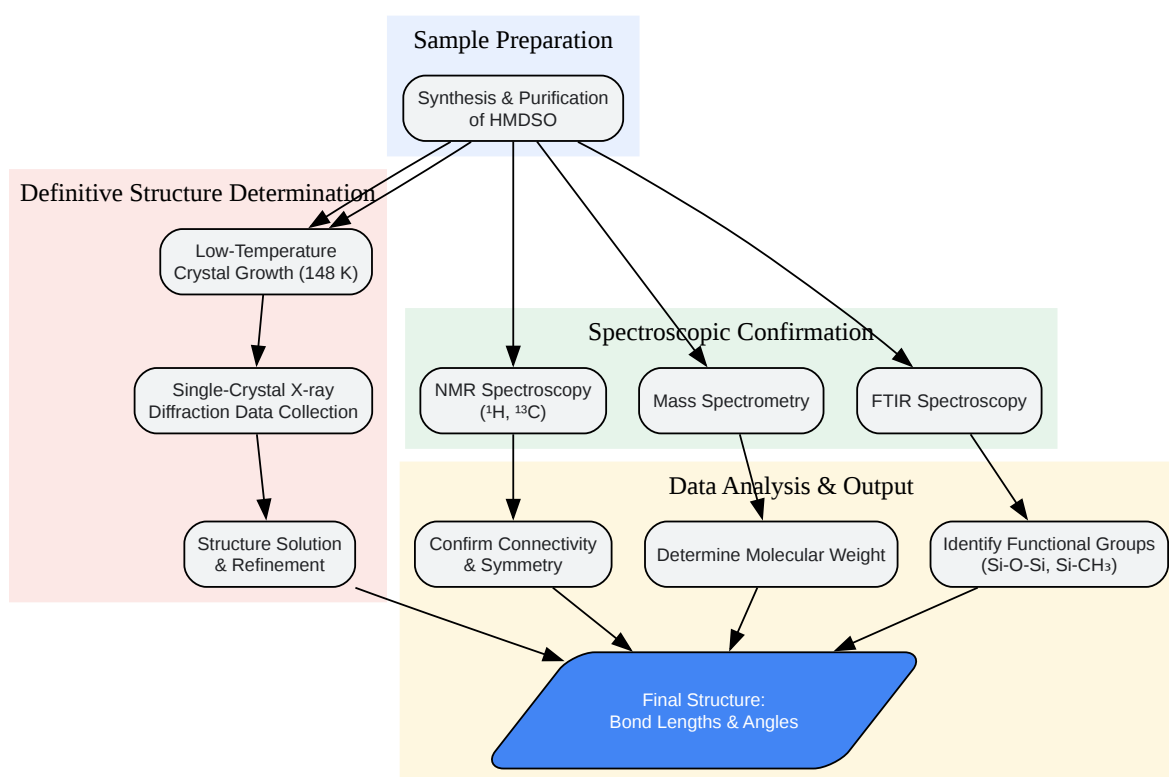 Sample Preparation
Synthesis & Purification
of HMDSO
Definitive Structure Determination
Low-Temperature
Crystal Growth (148 K)
Spectroscopic Confirmation
Single-Crystal X-ray
Diffraction Data Collection
NMR Spectroscopy
(¹H, ¹³C)
Mass Spectrometry
FTIR Spectroscopy
Data Analysis & Output
Structure Solution
& Refinement
Confirm Connectivity
& Symmetry
Determine Molecular Weight
Identify Functional Groups
(Si-O-Si, Si-CH₃)
Final Structure:
Bond Lengths & Angles